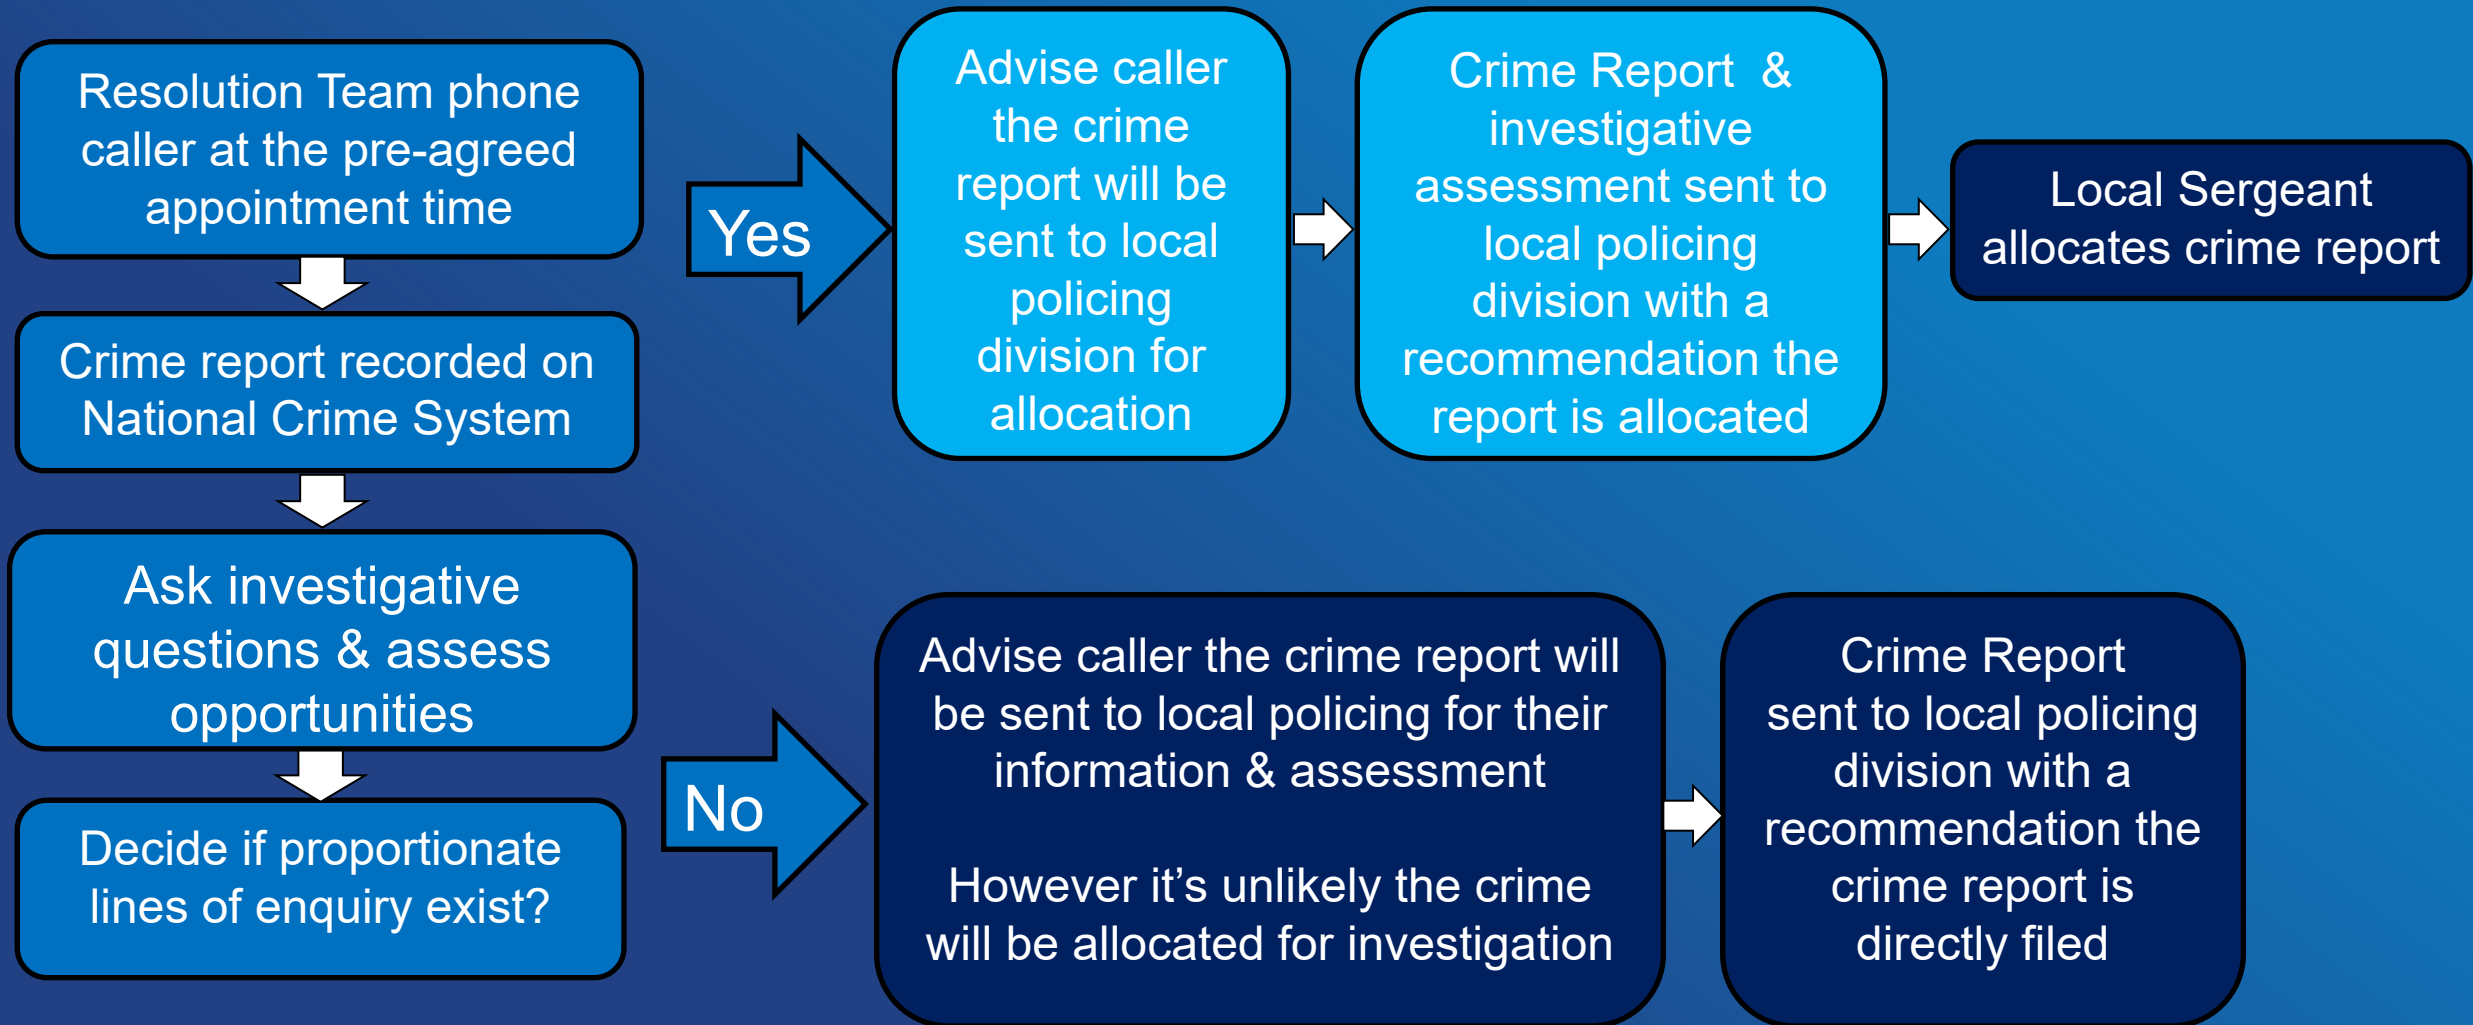 Resolution Team phone
caller at the pre-agreed
appointment time
Crime report recorded on
National Crime System
Ask investigative
questions & assess
opportunities
Decide if proportionate
lines of enquiry exist?
Yes
Advise caller
the crime
report will be
sent to local
policing
division for
allocation
Crime Report  &
investigative
assessment sent to
local policing
division with a
recommendation the
report is allocated
Local Sergeant
allocates crime report
No
Advise caller the crime report will
be sent to local policing for their
information & assessment
However it’s unlikely the crime
will be allocated for investigation
Crime Report
sent to local policing
division with a
recommendation the
crime report is
directly filed